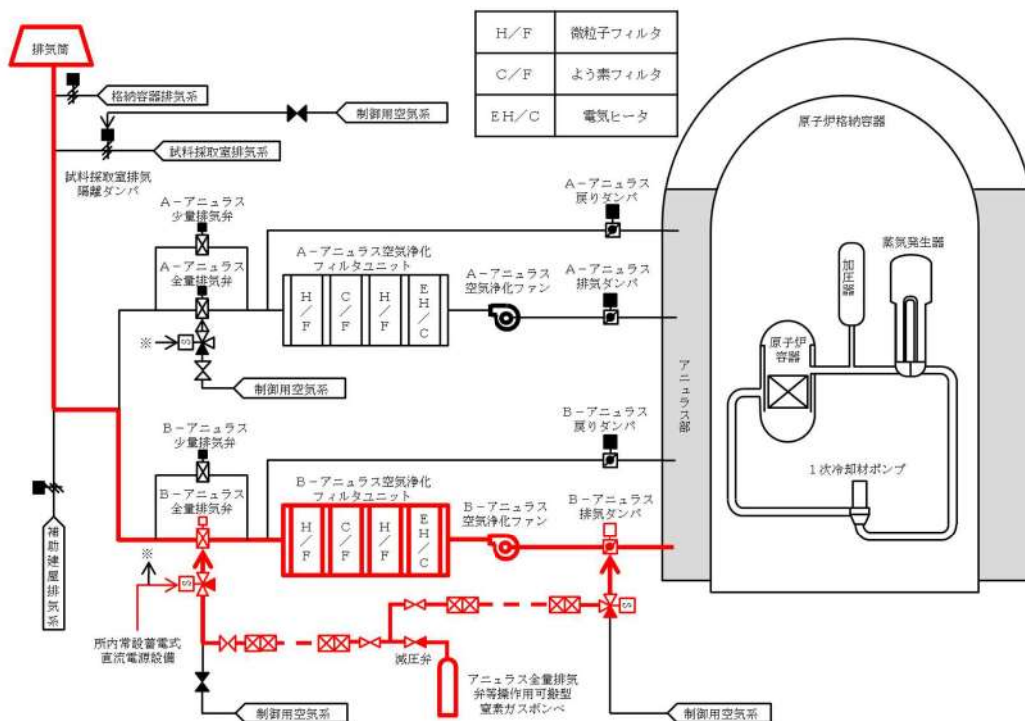 排気筒
格納容器排気系
制御用空気系
試料採取室排気系
試料採取室排気
隔離ダンパ
H/F
微粒子フィルタ
C/F
よう素フィルタ
EH/C
電気ヒータ
原子炉格納容器
A-アニュラス
少量排気弁
A-アニュラス
全量排気弁
A-アニュラス空気浄化
フィルタユニット
H/F
C/F
H/F
EH/C
A-アニュラス
空気浄化ファン
A-アニュラス
戻りダンパ
A-アニュラス
排気ダンパ
※
S
制御用空気系
蒸気発生器
加圧器
原子炉
容器
1次冷却材ポンプ
アニュラス部
B-アニュラス
少量排気弁
B-アニュラス
全量排気弁
B-アニュラス空気浄化
フィルタユニット
H/F
C/F
H/F
EH/C
B-アニュラス
空気浄化ファン
B-アニュラス
戻りダンパ
B-アニュラス
排気ダンパ
補助建屋排気系
※
S
S
所内常設蓄電式
直流電源設備
減圧弁
アニュラス全量排気
弁等操作用可搬型
窒素ガスボンベ
制御用空気系
制御用空気系